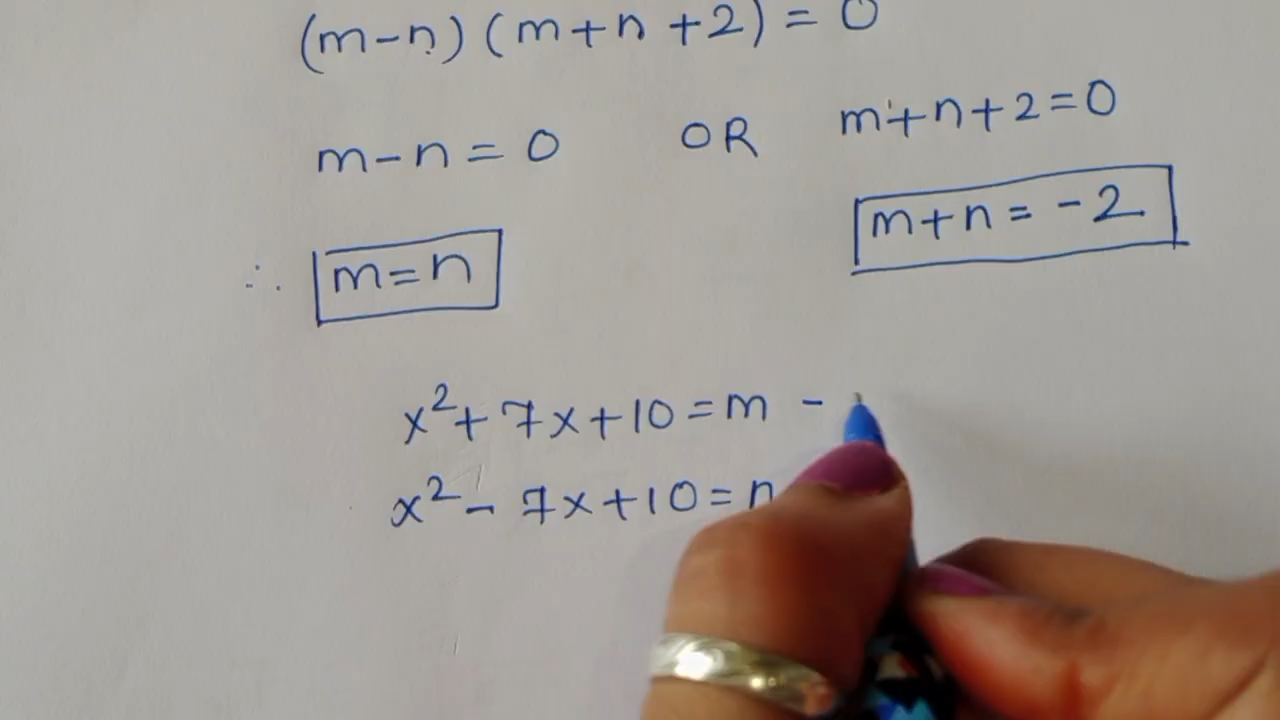 (m-n) (m+n+2) = 0
m-n = 0 OR m+n+2=0
m+n = -2
∴ m=n
x²+7x+10=m -
x²-7x+10=n